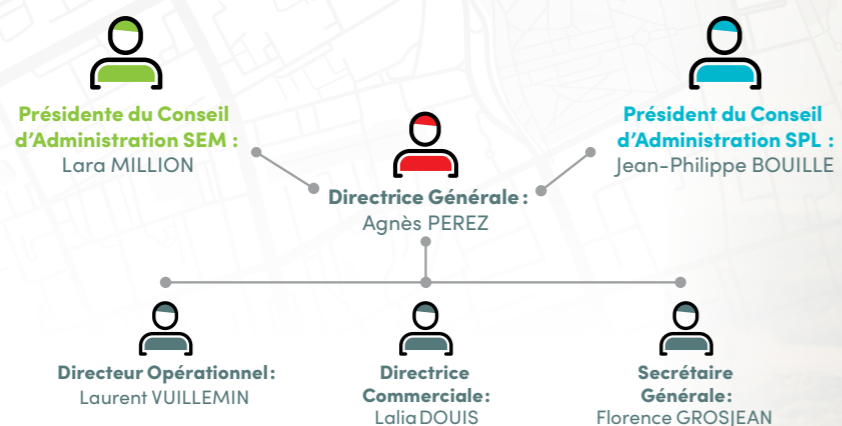 Présidente du Conseil
d'Administration SEM :
Lara MILLION
Président du Conseil
d'Administration SPL :
Jean-Philippe BOUILLE
Directrice Générale :
Agnès PEREZ
Directeur Opérationnel :
Laurent VUILLEMIN
Directrice
Commerciale :
Lalia DOUIS
Secrétaire
Générale :
Florence GROSJEAN